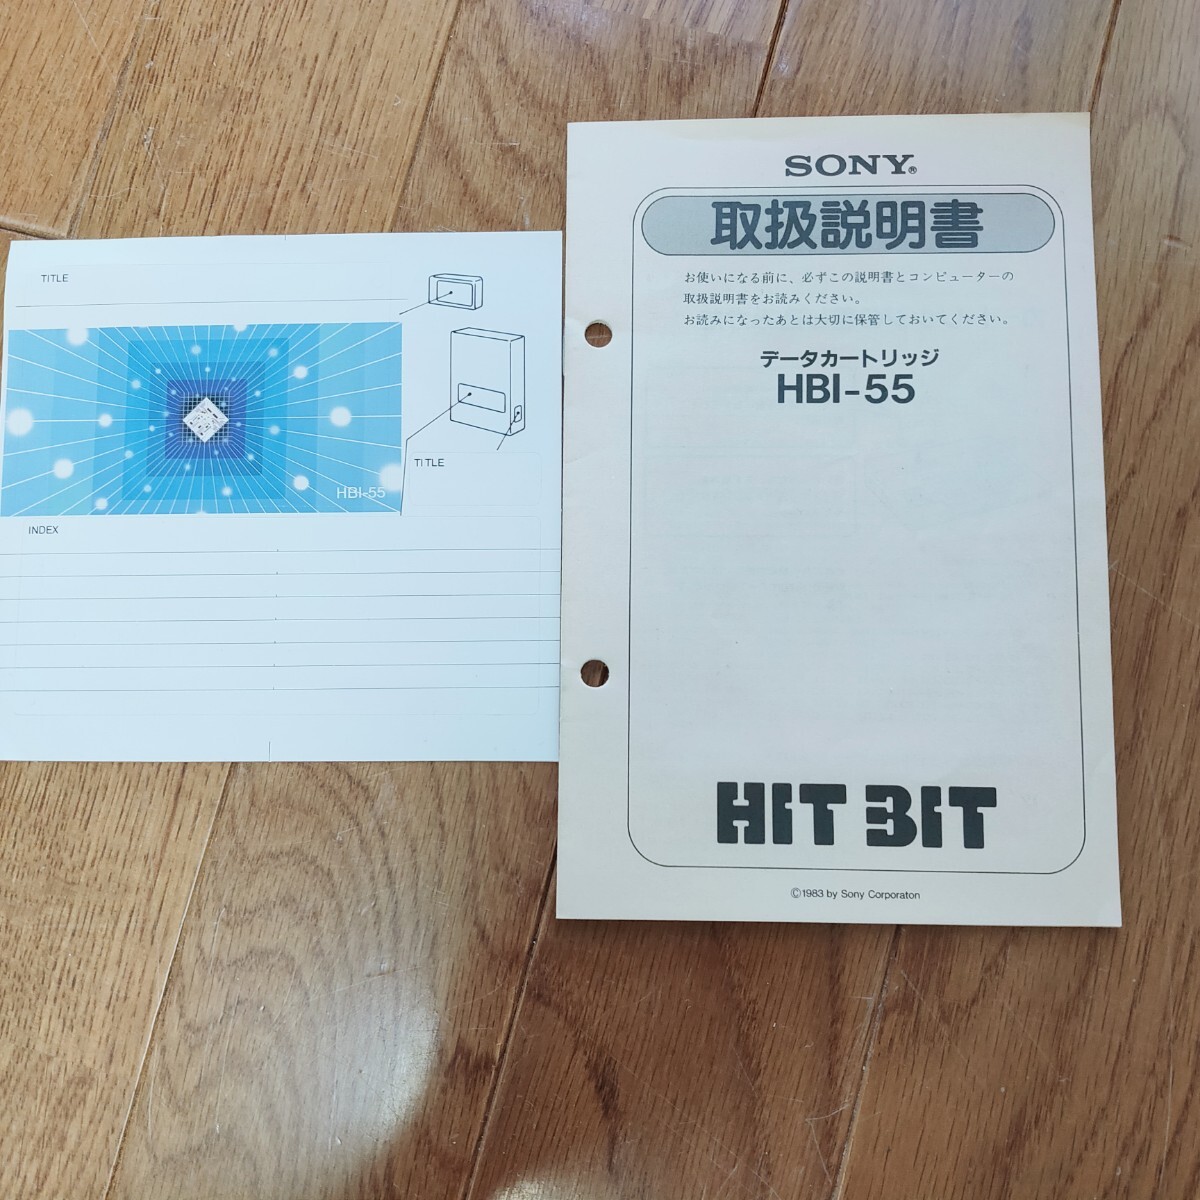 TITLE
HBI-55
TITLE
INDEX
SONY®
取扱説明書
お使いになる前に、必ずこの説明書とコンピューターの
取扱説明書をお読みください。
お読みになったあとは大切に保管しておいてください。
データカートリッジ
HBI-55
HIT BIT
©1983 by Sony Corporaton